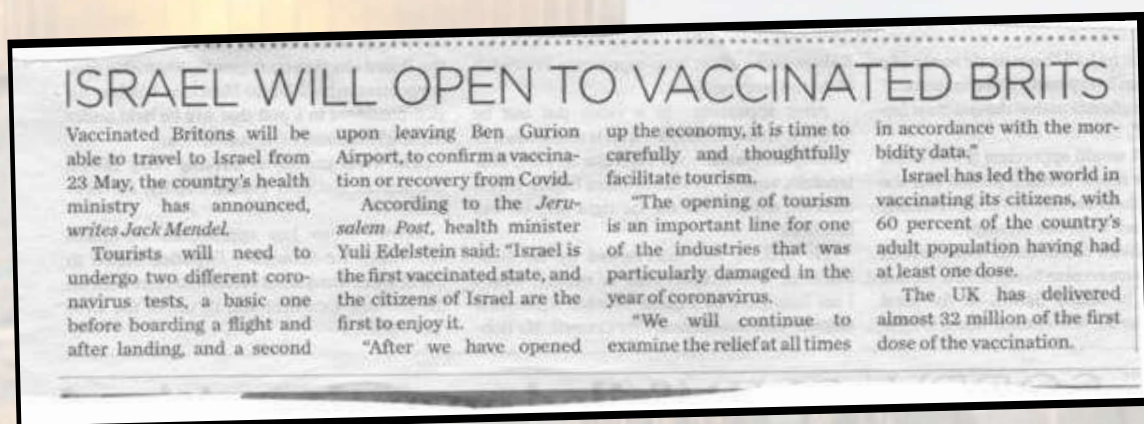 ISRAEL WILL OPEN TO VACCINATED BRITS
Vaccinated Britons will be
able to travel to Israel from
23 May, the country's health
ministry has announced,
writes Jack Mendel.
Tourists will need to
undergo two different coro-
navirus tests, a basic one
before boarding a flight and
after landing, and a second
upon leaving Ben Gurion
Airport, to confirm a vaccina-
tion or recovery from Covid.
According to the Jeru-
salem Post, health minister
Yuli Edelstein said: “Israel is
the first vaccinated state, and
the citizens of Israel are the
first to enjoy it.
“After we have opened
up the economy, it is time to
carefully and thoughtfully
facilitate tourism.
“The opening of tourism
is an important line for one
of the industries that was
particularly damaged in the
year of coronavirus.
“We will continue to
examine the relief at all times
in accordance with the mor-
bidity data.”
Israel has led the world in
vaccinating its citizens, with
60 percent of the country's
adult population having had
at least one dose.
The UK has delivered
almost 32 million of the first
dose of the vaccination.